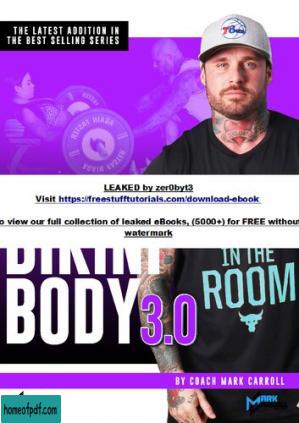 THE LATEST ADDITION IN
THE BEST SELLING SERIES
76ers
LEAKED by zer0byt3
Visit https://freestufftutorials.com/download-ebook
o view our full collection of leaked eBooks, (5000+) for FREE without
watermark
BIKINI
BODY 3.0
IN THE
ROOM
BY COACH MARK CARROLL
MARK
homeofpdf.com